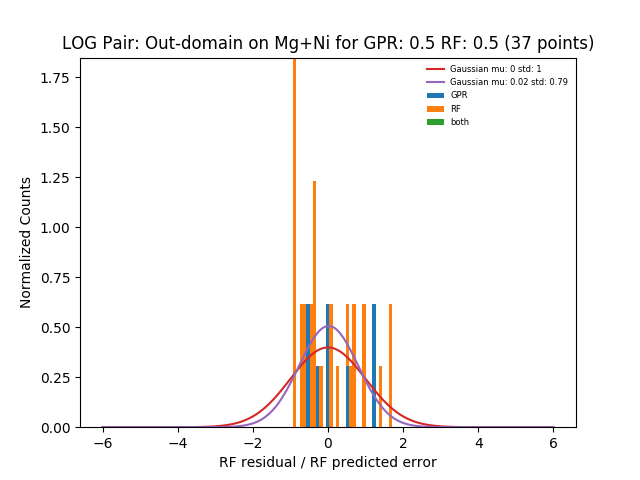 LOG Pair: Out-domain on Mg+Ni for GPR: 0.5 RF: 0.5 (37 points)
Gaussian mu: 0 std: 1
Gaussian mu: 0.02 std: 0.79
GPR
RF
both
Normalized Counts
1.75
1.50
1.25
1.00
0.75
0.50
0.25
0.00
−6 −4 −2 0 2 4 6
RF residual / RF predicted error